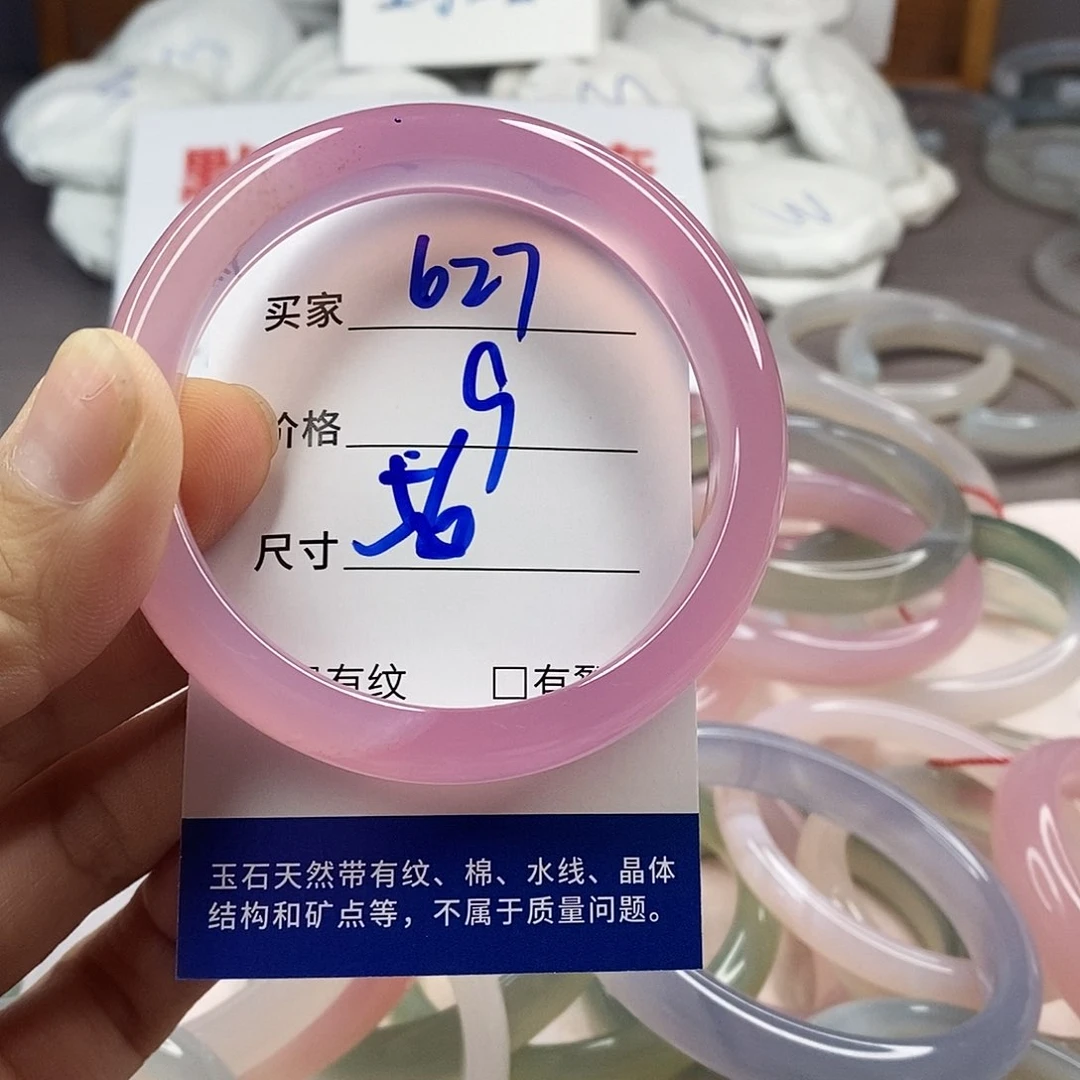 买家 627
价格 9
尺寸 56
有纹 □有裂
玉石天然带有纹、棉、水线、晶体
结构和矿点等，不属于质量问题。